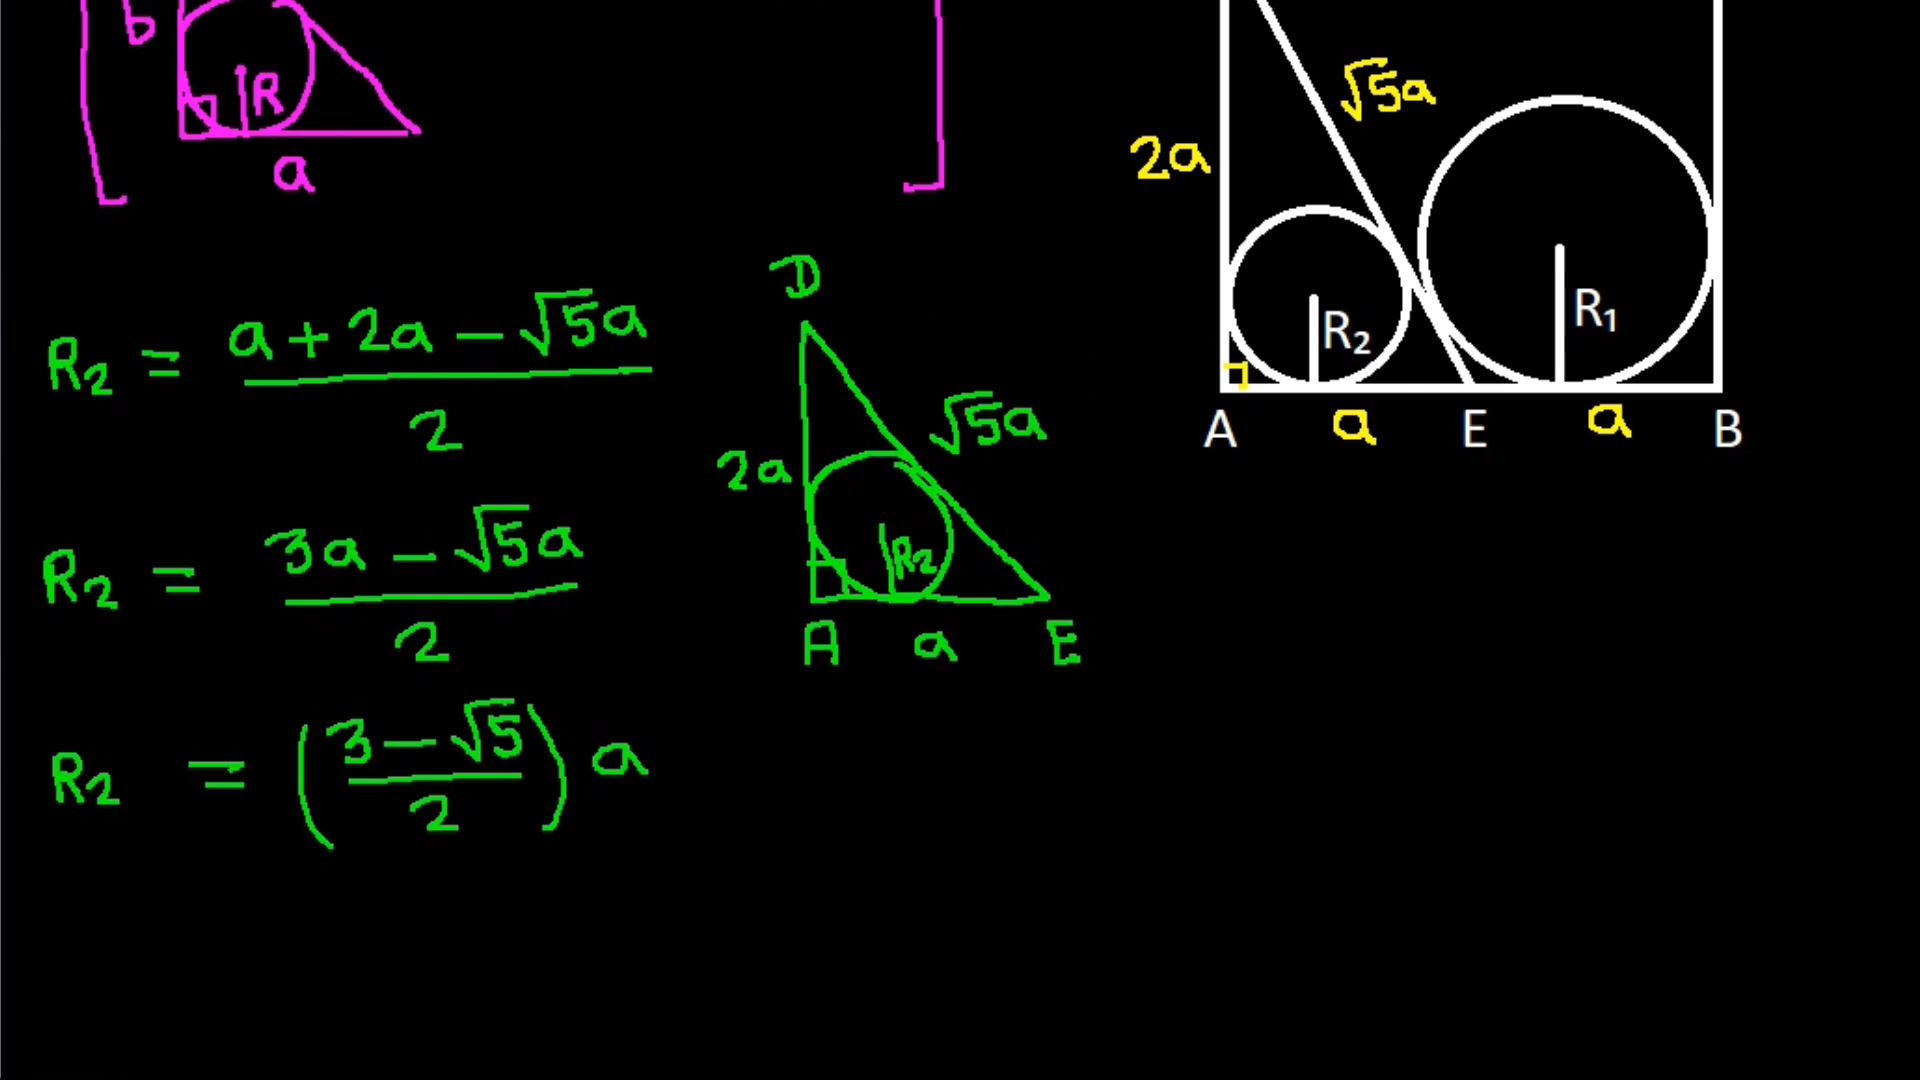 b
R
a
R₂ = (a + 2a − √5a) / 2
R₂ = (3a − √5a) / 2
R₂ = ((3 − √5) / 2) a
D
2a
√5a
R₂
A a E
√5a
2a
R₂
R₁
A a E a B